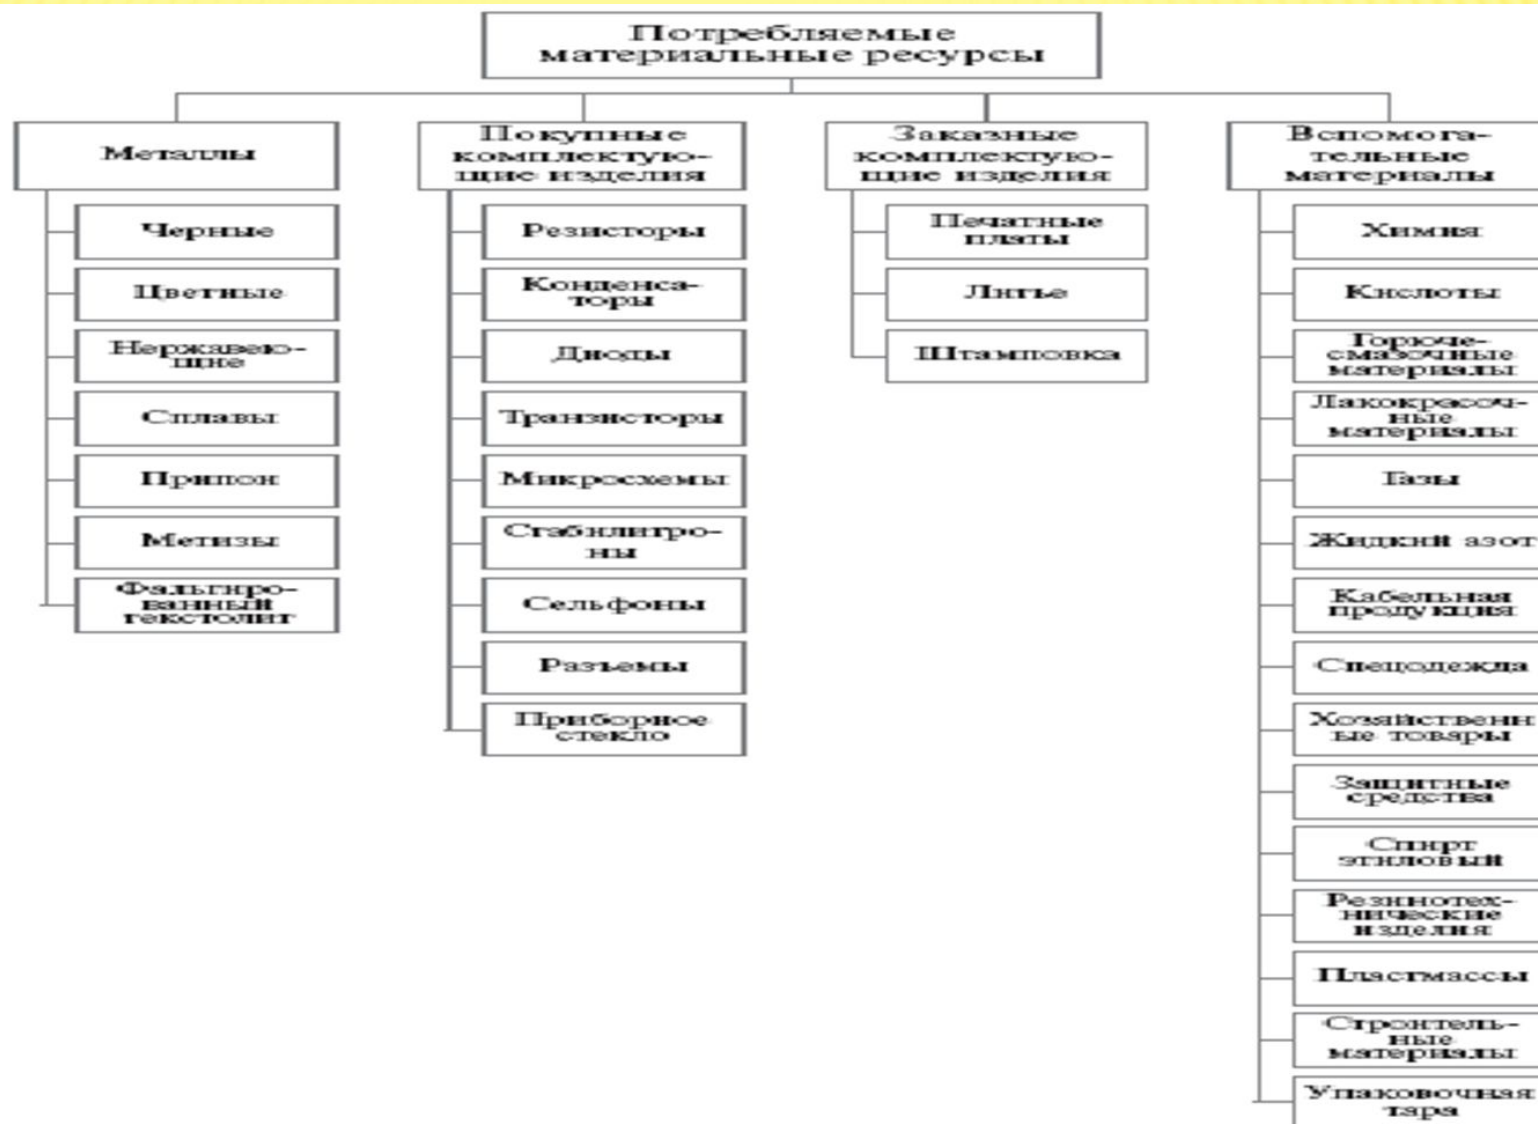 Потребляемые
материальные ресурсы
Металлы
Черные
Цветные
Нержавею-
щие
Сплавы
Припои
Метизы
Фальгиро-
ванный
текстолит
Покупные
комплектую-
щие изделия
Резисторы
Конденса-
торы
Диоды
Транзисторы
Микросхемы
Стабилитро-
ны
Сельфоны
Разъемы
Приборное
стекло
Заказные
комплектую-
щие изделия
Печатные
платы
Литье
Штамповка
Вспомога-
тельные
материалы
Химия
Кислоты
Горюче-
смазочные
материалы
Лакокрасоч-
ные
материалы
Газы
Жидкий азот
Кабельная
продукция
Спецодежда
Хозяйственн
ые товары
Защитные
средства
Спирт
этиловый
Резинотех-
нические
изделия
Пластмассы
Строитель-
ные
материалы
Упаковочная
тара